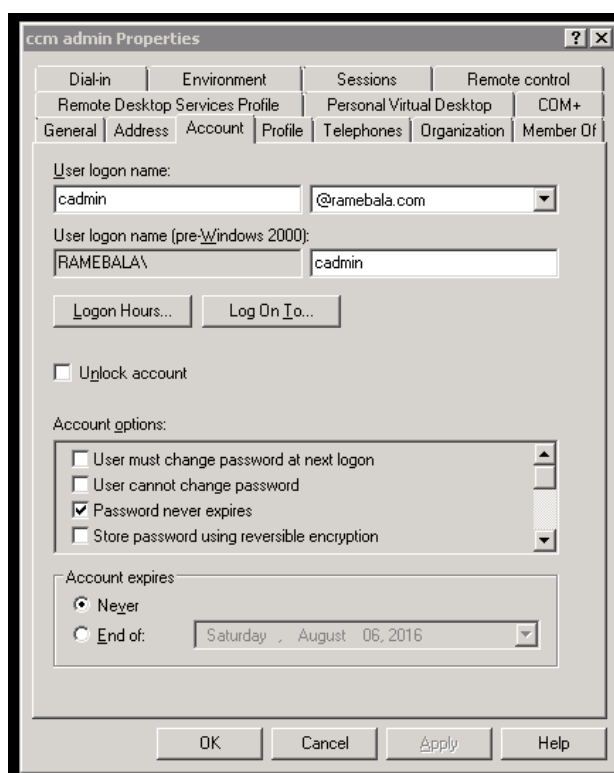 ccm admin Properties
Dial-in Environment Sessions Remote control
Remote Desktop Services Profile Personal Virtual Desktop COM+
General Address Account Profile Telephones Organization Member Of
User logon name:
cadmin @ramebala.com
User logon name (pre-Windows 2000):
RAMEBALA\ cadmin
Logon Hours... Log On To...
Unlock account
Account options:
User must change password at next logon
User cannot change password
Password never expires
Store password using reversible encryption
Account expires
Never
End of: Saturday , August 06, 2016
OK Cancel Apply Help